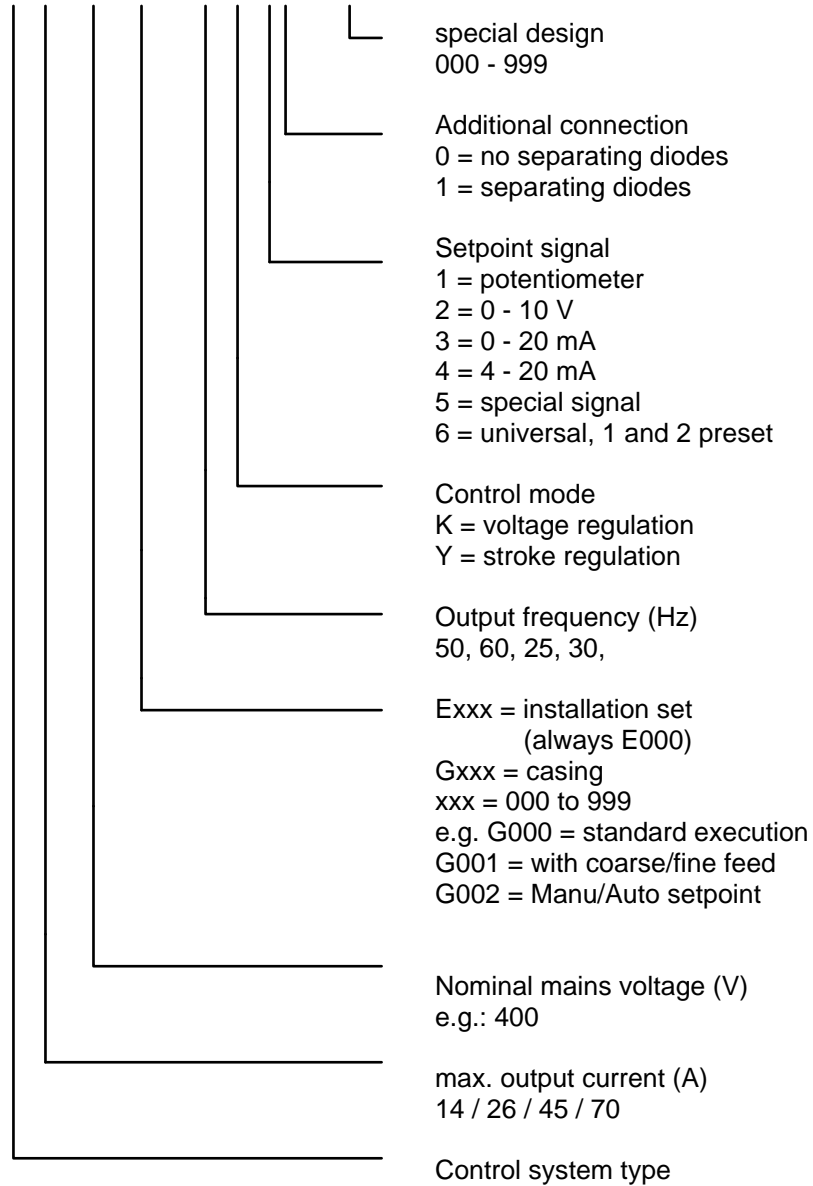 special design
000 - 999
Additional connection
0 = no separating diodes
1 = separating diodes
Setpoint signal
1 = potentiometer
2 = 0 - 10 V
3 = 0 - 20 mA
4 = 4 - 20 mA
5 = special signal
6 = universal, 1 and 2 preset
Control mode
K = voltage regulation
Y = stroke regulation
Output frequency (Hz)
50, 60, 25, 30,
Exxx = installation set
(always E000)
Gxxx = casing
xxx = 000 to 999
e.g. G000 = standard execution
G001 = with coarse/fine feed
G002 = Manu/Auto setpoint
Nominal mains voltage (V)
e.g.: 400
max. output current (A)
14 / 26 / 45 / 70
Control system type